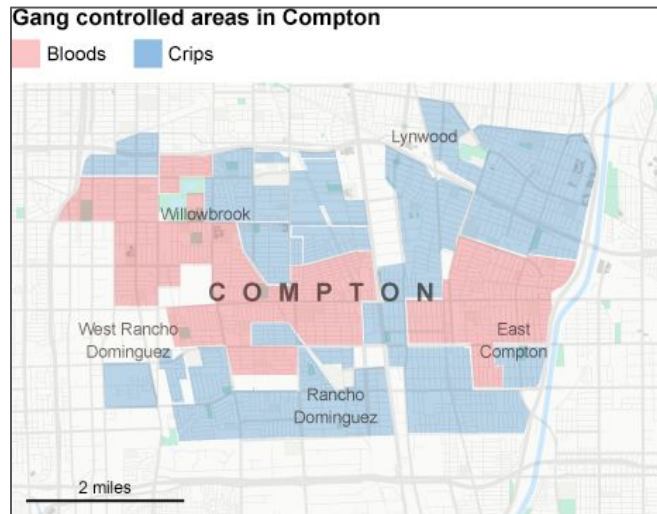 Gang controlled areas in Compton
Bloods Crips
Lynwood
Willowbrook
COMPTON
West Rancho
Dominguez
East
Compton
Rancho
Dominguez
2 miles